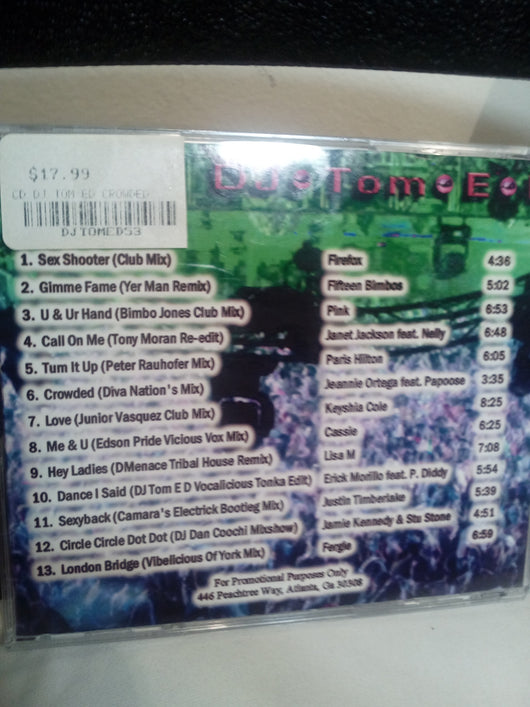 $17.99
CD DJ TOM ED CROWDED
DJTOMED53
DJ Tom E
1. Sex Shooter (Club Mix) Firefox 4:36
2. Gimme Fame (Yer Man Remix) Fifteen Bimbos 5:02
3. U & Ur Hand (Bimbo Jones Club Mix) Pink 6:53
4. Call On Me (Tony Moran Re-edit) Janet Jackson feat. Nelly 6:48
5. Turn It Up (Peter Rauhofer Mix) Paris Hilton 6:05
6. Crowded (Diva Nation's Mix) Jeannie Ortega feat. Papoose 3:35
7. Love (Junior Vasquez Club Mix) Keyshia Cole 8:25
8. Me & U (Edson Pride Vicious Vox Mix) Cassie 6:25
9. Hey Ladies (DMenace Tribal House Remix) Lisa M 7:08
10. Dance I Said (DJ Tom E D Vocalicious Tonka Edit) Erick Morillo feat. P. Diddy 5:54
11. Sexyback (Camara's Electrick Bootleg Mix) Justin Timberlake 5:39
12. Circle Circle Dot Dot (DJ Dan Coochi Mixshow) Jamie Kennedy & Stu Stone 4:51
13. London Bridge (Vibelicious Of York Mix) Fergie 6:59
For Promotional Purposes Only
446 Peachtree Way, Atlanta, Ga 30308